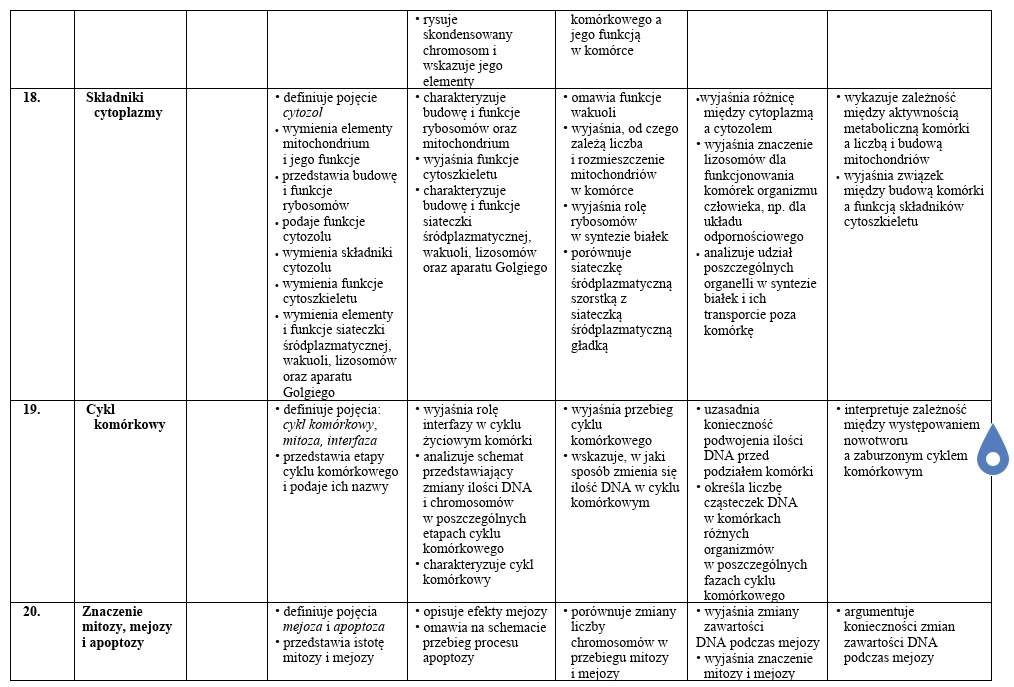 • rysuje
skondensowany
chromosom i
wskazuje jego
elementy
komórkowego a
jego funkcją
w komórce
18.
Składniki
cytoplazmy
• definiuje pojęcie
cytozol
• wymienia elementy
mitochondrium
i jego funkcje
• przedstawia budowę
i funkcje
rybosomów
• podaje funkcje
cytozolu
• wymienia składniki
cytozolu
• wymienia funkcje
cytoszkieletu
• wymienia elementy
i funkcje siateczki
śródplazmatycznej,
wakuoli, lizosomów
oraz aparatu
Golgiego
• charakteryzuje
budowę i funkcje
rybosomów oraz
mitochondrium
• wyjaśnia funkcje
cytoszkieletu
• charakteryzuje
budowę i funkcje
siateczki
śródplazmatycznej,
wakuoli, lizosomów
oraz aparatu Golgiego
• omawia funkcje
wakuoli
• wyjaśnia, od czego
zależą liczba
i rozmieszczenie
mitochondriów
w komórce
• wyjaśnia rolę
rybosomów
w syntezie białek
• porównuje
siateczkę
śródplazmatyczną
szorstką z
siateczką
śródplazmatyczną
gładką
•wyjaśnia różnicę
między cytoplazmą
a cytozolem
• wyjaśnia znaczenie
lizosomów dla
funkcjonowania
komórek organizmu
człowieka, np. dla
układu
odpornościowego
• analizuje udział
poszczególnych
organelli w syntezie
białek i ich
transporcie poza
komórkę
• wykazuje zależność
między aktywnością
metaboliczną komórki
a liczbą i budową
mitochondriów
• wyjaśnia związek
między budową komórki
a funkcją składników
cytoszkieletu
19.
Cykl
komórkowy
• definiuje pojęcia:
cykl komórkowy,
mitoza, interfaza
• przedstawia etapy
cyklu komórkowego
i podaje ich nazwy
• wyjaśnia rolę
interfazy w cyklu
życiowym komórki
• analizuje schemat
przedstawiający
zmiany ilości DNA
i chromosomów
w poszczególnych
etapach cyklu
komórkowego
• charakteryzuje cykl
komórkowy
• wyjaśnia przebieg
cyklu
komórkowego
• wskazuje, w jaki
sposób zmienia się
ilość DNA w cyklu
komórkowym
• uzasadnia
konieczność
podwojenia ilości
DNA przed
podziałem komórki
• określa liczbę
cząsteczek DNA
w komórkach
różnych
organizmów
w poszczególnych
fazach cyklu
komórkowego
• interpretuje zależność
między występowaniem
nowotworu
a zaburzonym cyklem
komórkowym
20.
Znaczenie
mitozy, mejozy
i apoptozy
• definiuje pojęcia
mejoza i apoptoza
• przedstawia istotę
mitozy i mejozy
• opisuje efekty mejozy
• omawia na schemacie
przebieg procesu
apoptozy
• porównuje zmiany
liczby
chromosomów w
przebiegu mitozy
i mejozy
• wyjaśnia zmiany
zawartości
DNA podczas mejozy
• wyjaśnia znaczenie
mitozy i mejozy
• argumentuje
konieczności zmian
zawartości DNA
podczas mejozy